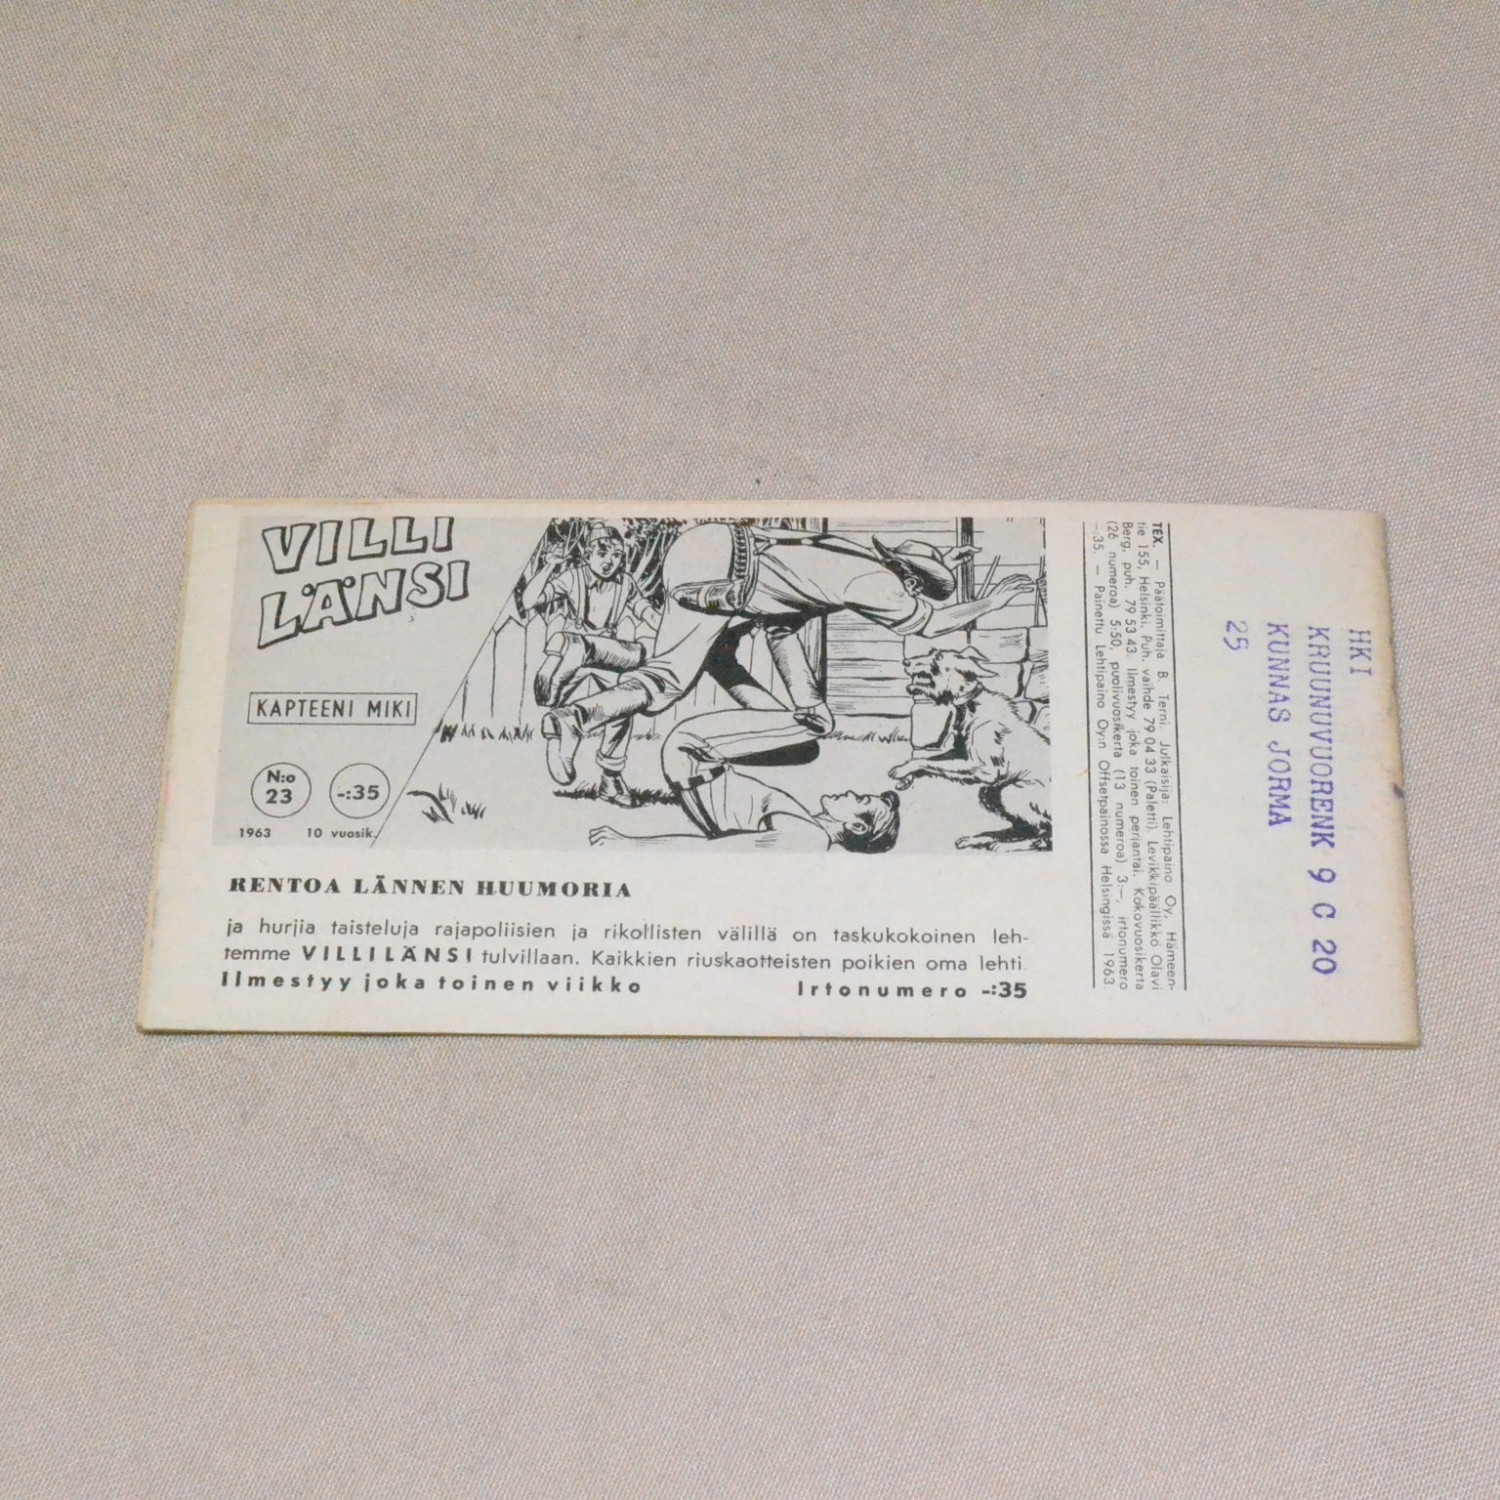 VILLI
LÄNSI
KAPTEENI MIKI
N:o
23
-:35
1963 10 vuosik.
RENTOA LÄNNEN HUUMORIA
ja hurjia taisteluja rajapoliisien ja rikollisten välillä on taskukokoinen leh-
temme VILLI LÄNSI tulvillaan. Kaikkien riuskaotteisten poikien oma lehti
Ilmestyy joka toinen viikko Irtonumero -:35
TEX. — Päätoimittaja B. Terni. Julkaisija: Lehtipaino Oy, Hämeen-
tie 155, Helsinki. Puh. vaihde 79 04 33 (Paletti). Levikkipäällikkö Olavi
Berg, puh. 79 53 43. Ilmestyy joka toinen perjantai. Kokovuosikerta
(26 numeroa) 5:50, puolivuosikerta (13 numeroa) 3:—, irtonumero
—:35. — Painettu Lehtipaino Oy:n Offsetpainossa Helsingissä 1963.
HKI
KRUUNUVUORENK 9 C 20
KUNNAS JORMA
25